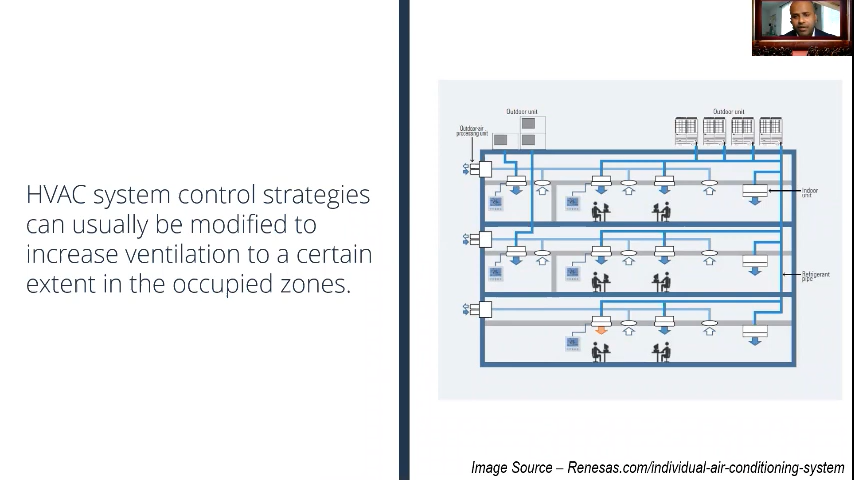 HVAC system control strategies
can usually be modified to
increase ventilation to a certain
extent in the occupied zones.
Outdoor unit
Outdoor unit
Outdoor air
processing unit
Indoor
unit
Refrigerant
pipe
Image Source – Renesas.com/individual-air-conditioning-system